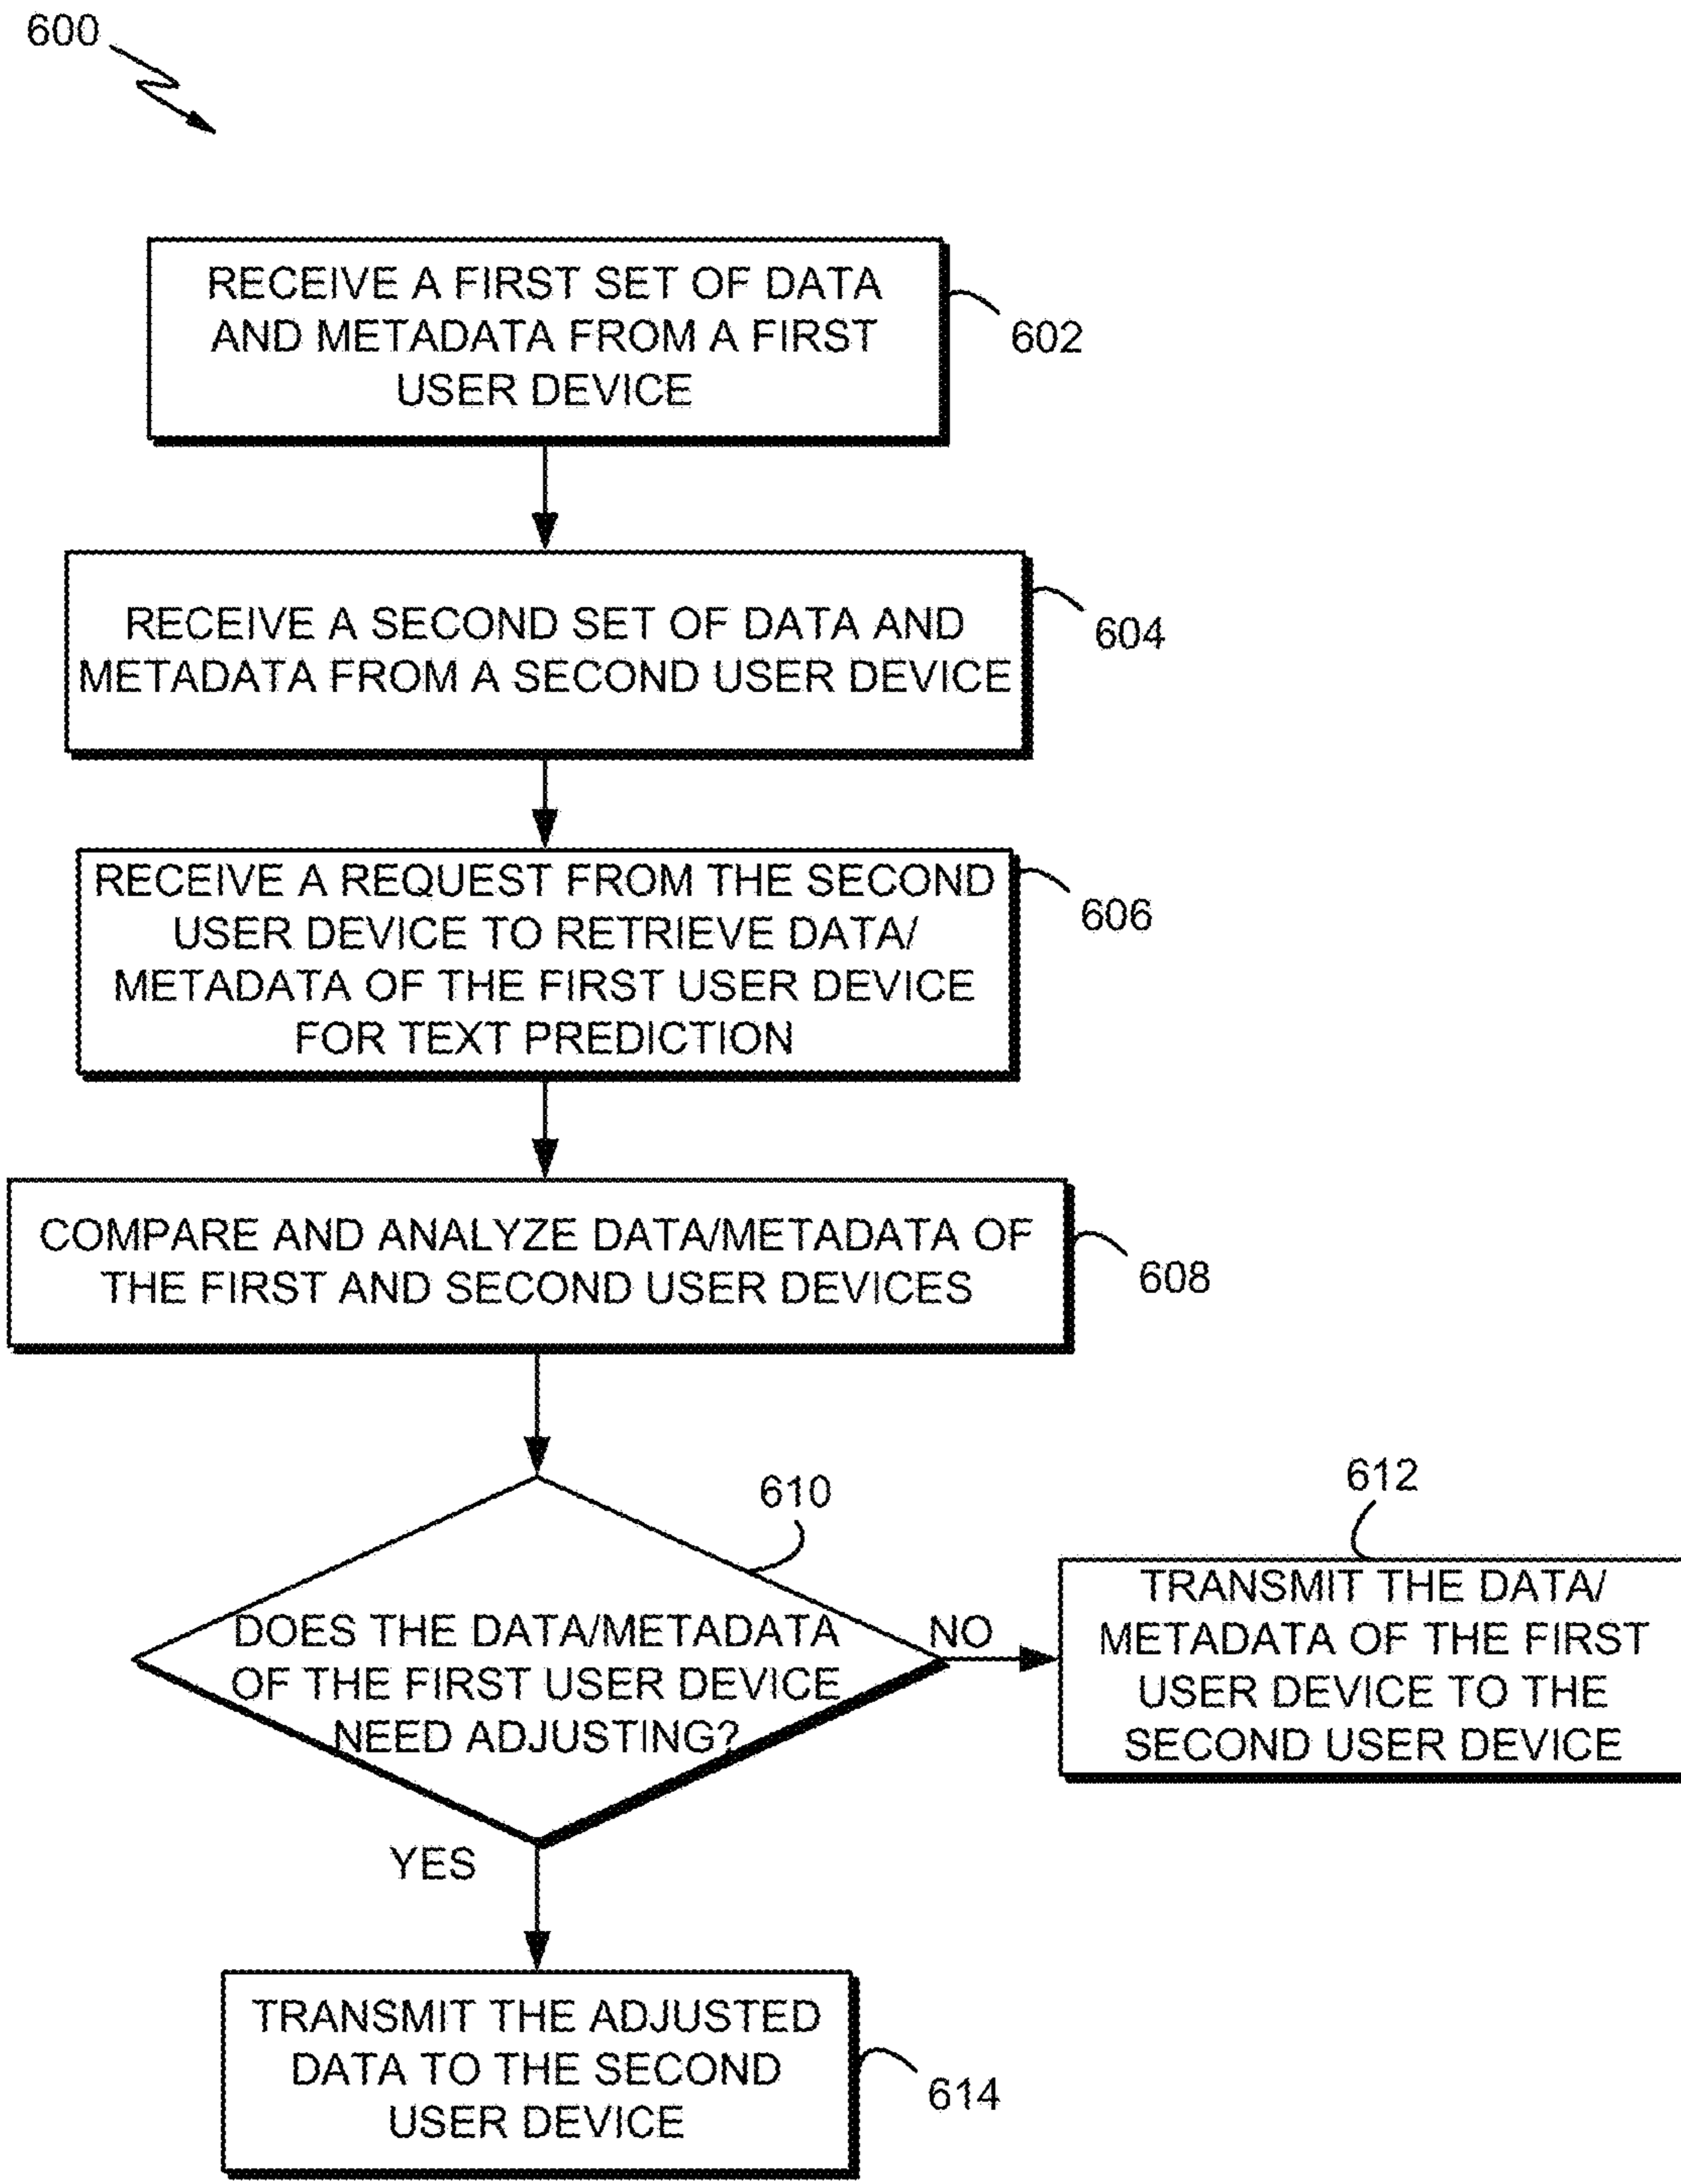 600
RECEIVE A FIRST SET OF DATA
AND METADATA FROM A FIRST
USER DEVICE
602
RECEIVE A SECOND SET OF DATA AND
METADATA FROM A SECOND USER DEVICE
604
RECEIVE A REQUEST FROM THE SECOND
USER DEVICE TO RETRIEVE DATA/
METADATA OF THE FIRST USER DEVICE
FOR TEXT PREDICTION
606
COMPARE AND ANALYZE DATA/METADATA OF
THE FIRST AND SECOND USER DEVICES
608
610
DOES THE DATA/METADATA
OF THE FIRST USER DEVICE
NEED ADJUSTING?
NO
612
TRANSMIT THE DATA/
METADATA OF THE FIRST
USER DEVICE TO THE
SECOND USER DEVICE
YES
TRANSMIT THE ADJUSTED
DATA TO THE SECOND
USER DEVICE
614